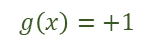 g(x) = +1